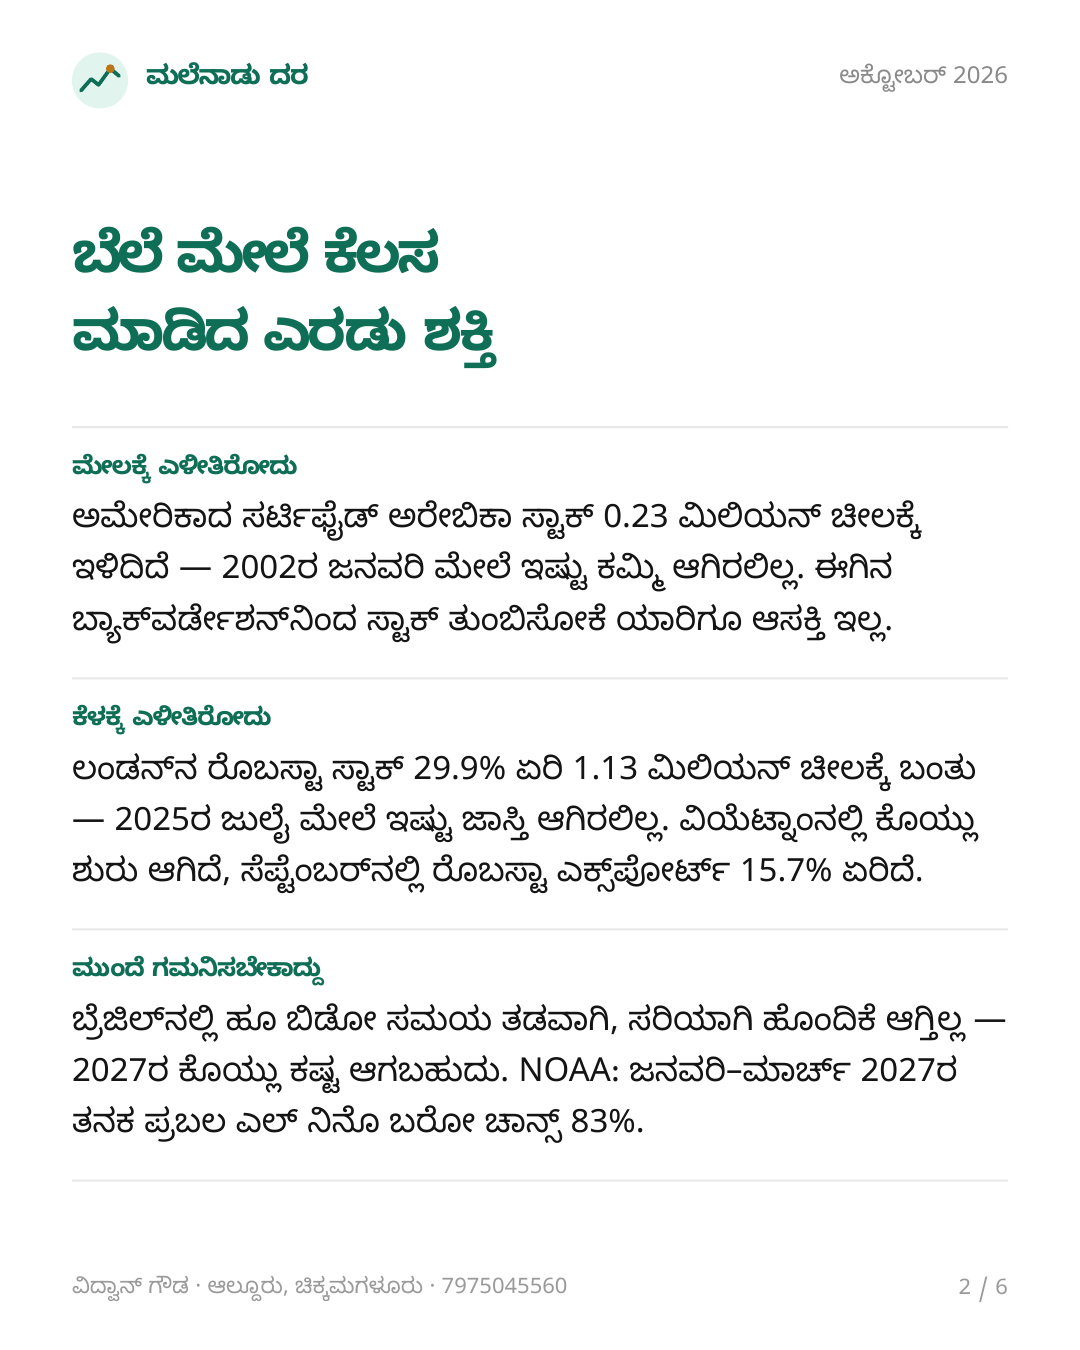 ಮಲೆನಾಡು ದರ
ಅಕ್ಟೋಬರ್ 2026
ಬೆಲೆ ಮೇಲೆ ಕೆಲಸ
ಮಾಡಿದ ಎರಡು ಶಕ್ತಿ
ಮೇಲಕ್ಕೆ ಎಳೀತಿರೋದು
ಅಮೇರಿಕಾದ ಸರ್ಟಿಫೈಡ್ ಅರೇಬಿಕಾ ಸ್ಟಾಕ್ 0.23 ಮಿಲಿಯನ್ ಚೀಲಕ್ಕೆ
ಇಳಿದಿದೆ — 2002ರ ಜನವರಿ ಮೇಲೆ ಇಷ್ಟು ಕಮ್ಮಿ ಆಗಿರಲಿಲ್ಲ. ಈಗಿನ
ಬ್ಯಾಕ್‌ವರ್ಡೇಶನ್‌ನಿಂದ ಸ್ಟಾಕ್ ತುಂಬಿಸೋಕೆ ಯಾರಿಗೂ ಆಸಕ್ತಿ ಇಲ್ಲ.
ಕೆಳಕ್ಕೆ ಎಳೀತಿರೋದು
ಲಂಡನ್‌ನ ರೊಬಸ್ಟಾ ಸ್ಟಾಕ್ 29.9% ಏರಿ 1.13 ಮಿಲಿಯನ್ ಚೀಲಕ್ಕೆ ಬಂತು
— 2025ರ ಜುಲೈ ಮೇಲೆ ಇಷ್ಟು ಜಾಸ್ತಿ ಆಗಿರಲಿಲ್ಲ. ವಿಯೆಟ್ನಾಂನಲ್ಲಿ ಕೊಯ್ಲು
ಶುರು ಆಗಿದೆ, ಸೆಪ್ಟೆಂಬರ್‌ನಲ್ಲಿ ರೊಬಸ್ಟಾ ಎಕ್ಸ್‌ಪೋರ್ಟ್ 15.7% ಏರಿದೆ.
ಮುಂದೆ ಗಮನಿಸಬೇಕಾದ್ದು
ಬ್ರೆಜಿಲ್‌ನಲ್ಲಿ ಹೂ ಬಿಡೋ ಸಮಯ ತಡವಾಗಿ, ಸರಿಯಾಗಿ ಹೊಂದಿಕೆ ಆಗ್ತಿಲ್ಲ —
2027ರ ಕೊಯ್ಲು ಕಷ್ಟ ಆಗಬಹುದು. NOAA: ಜನವರಿ–ಮಾರ್ಚ್ 2027ರ
ತನಕ ಪ್ರಬಲ ಎಲ್ ನಿನೊ ಬರೋ ಚಾನ್ಸ್ 83%.
ವಿದ್ವಾನ್ ಗೌಡ · ಆಲ್ದೂರು, ಚಿಕ್ಕಮಗಳೂರು · 7975045560
2 / 6